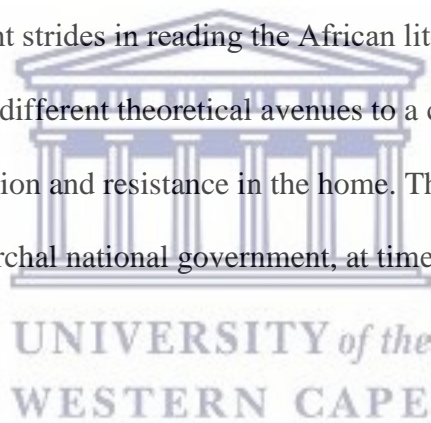 nt strides in reading the African lit
different theoretical avenues to a c
ion and resistance in the home. Th
rchal national government, at time
UNIVERSITY of the
WESTERN CAPE